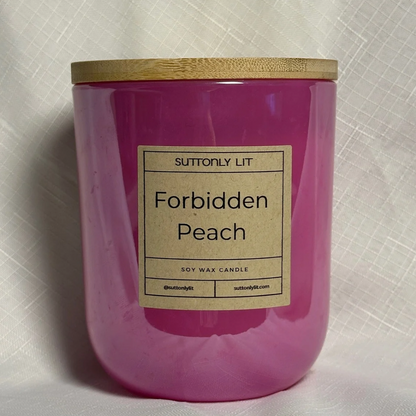 SUTTONLY LIT
Forbidden
Peach
SOY WAX CANDLE
@suttonlylit suttonlylit.com